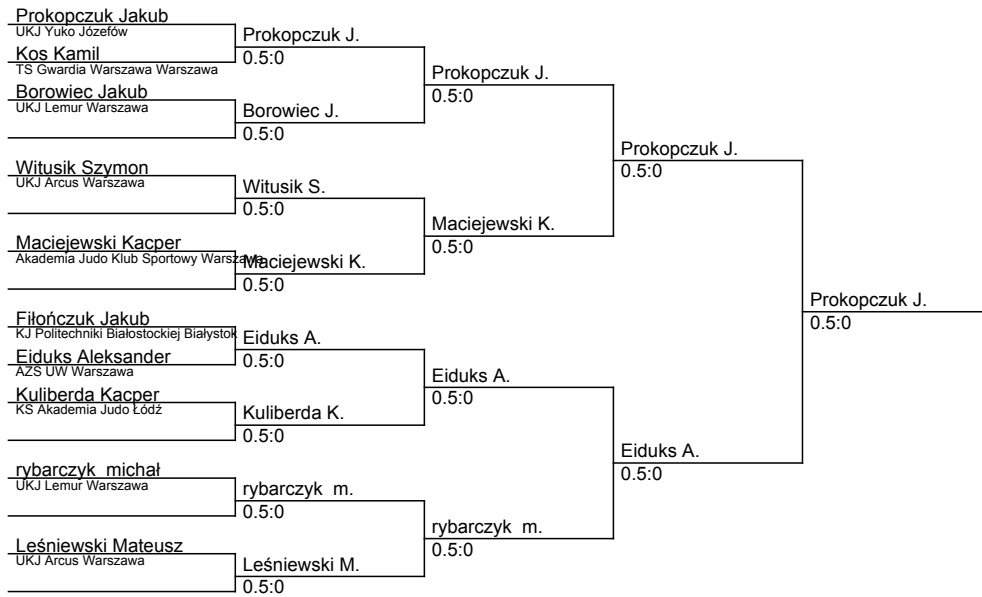 Prokopczuk Jakub
UKJ Yuko Józefów
Kos Kamil
TS Gwardia Warszawa Warszawa
Borowiec Jakub
UKJ Lemur Warszawa
Witusik Szymon
UKJ Arcus Warszawa
Maciejewski Kacper
Akademia Judo Klub Sportowy Warszawa
Filończuk Jakub
KJ Politechniki Białostockiej Białystok
Eiduks Aleksander
AZS UW Warszawa
Kuliberda Kacper
KS Akademia Judo Łódź
rybarczyk  michał
UKJ Lemur Warszawa
Leśniewski Mateusz
UKJ Arcus Warszawa
Prokopczuk J.
0.5:0
Borowiec J.
0.5:0
Witusik S.
0.5:0
Maciejewski K.
0.5:0
Eiduks A.
0.5:0
Kuliberda K.
0.5:0
rybarczyk  m.
0.5:0
Leśniewski M.
0.5:0
Prokopczuk J.
0.5:0
Maciejewski K.
0.5:0
Eiduks A.
0.5:0
rybarczyk  m.
0.5:0
Prokopczuk J.
0.5:0
Eiduks A.
0.5:0
Prokopczuk J.
0.5:0